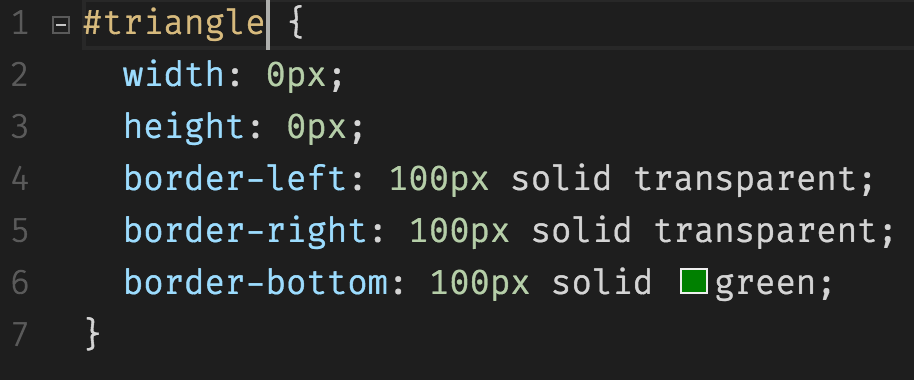 1 #triangle {
2 width: 0px;
3 height: 0px;
4 border-left: 100px solid transparent;
5 border-right: 100px solid transparent;
6 border-bottom: 100px solid green;
7 }